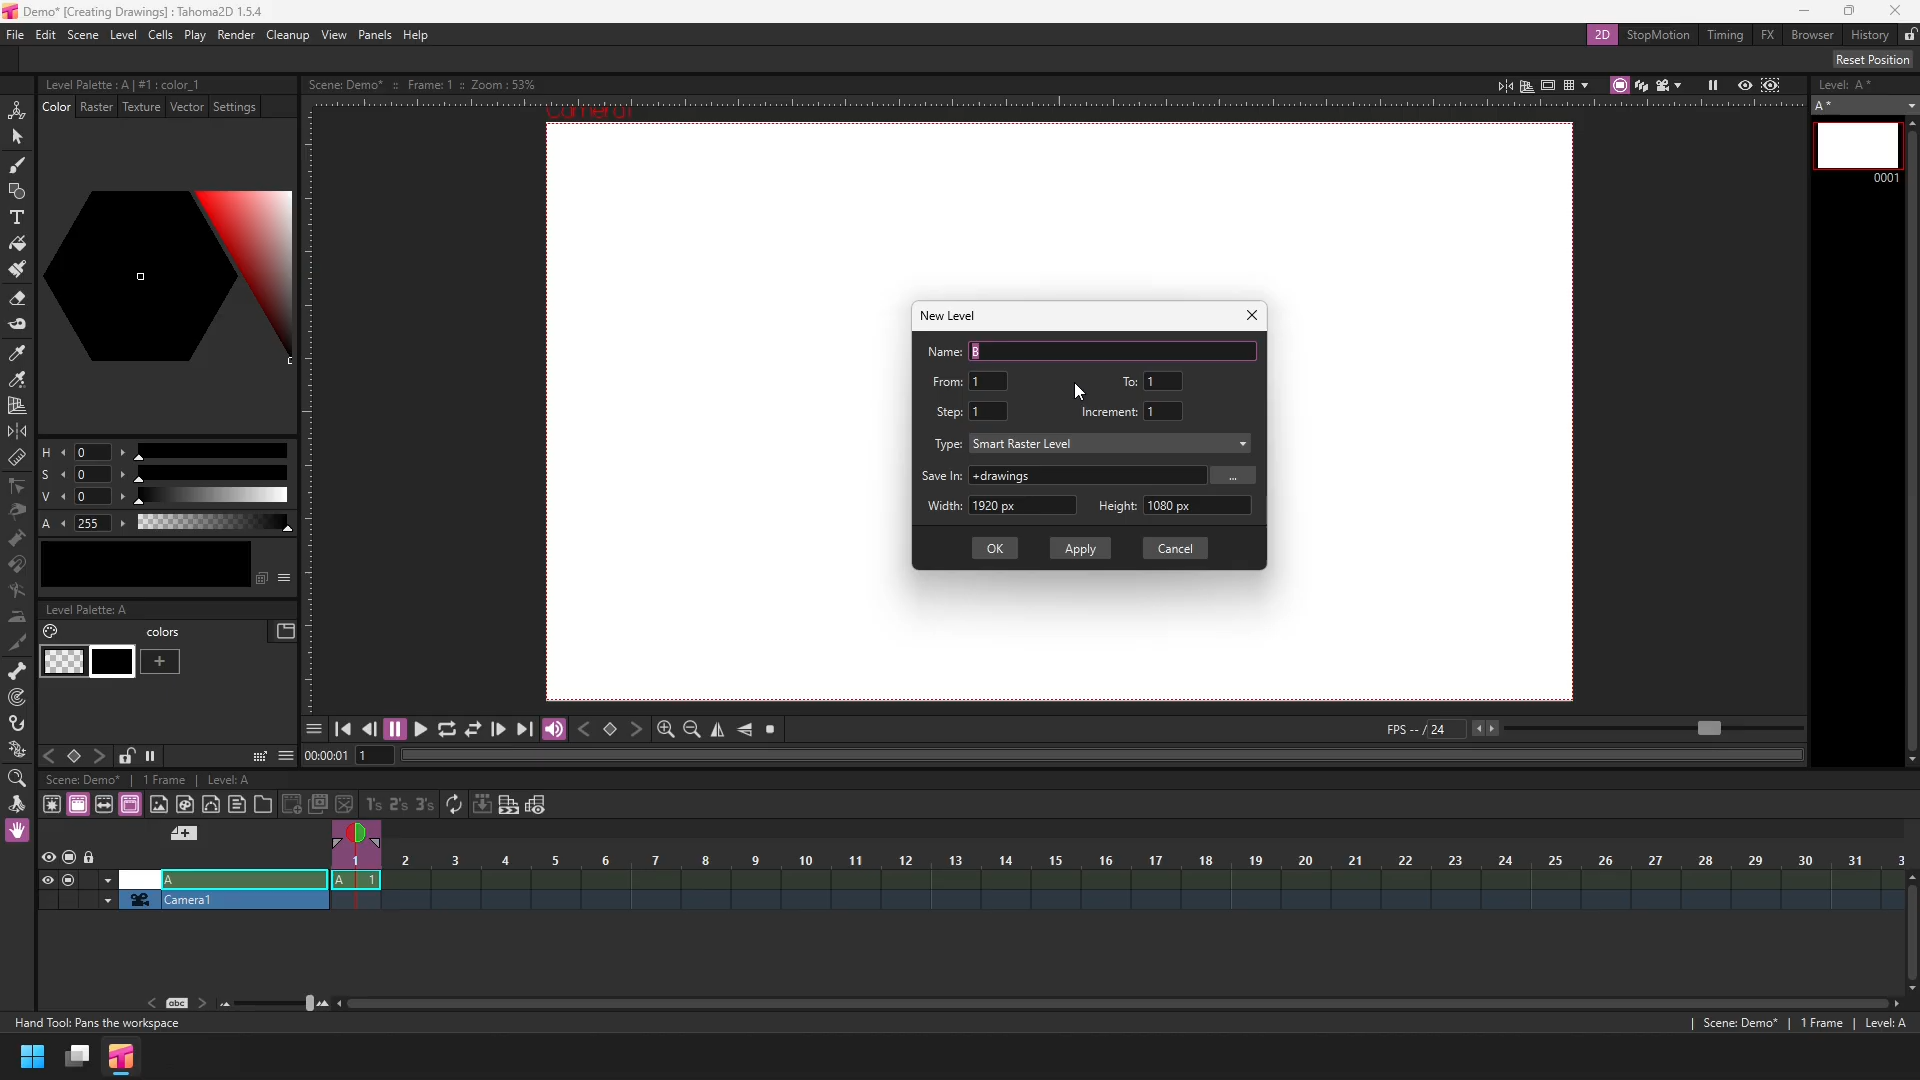 Demo* [Creating Drawings] : Tahoma2D 1.5.4
File Edit Scene Level Cells Play Render Cleanup View Panels Help
2D StopMotion Timing FX Browser History
Reset Position
Level Palette : A | #1 : color_1
Scene: Demo* :: Frame: 1 :: Zoom : 53%
Level: A *
Color Raster Texture Vector Settings
A *
0001
New Level
Name: B
From: 1 To: 1
Step: 1 Increment: 1
Type: Smart Raster Level
Save In: +drawings ...
Width: 1920 px Height: 1080 px
OK Apply Cancel
H 0
S 0
V 0
A 255
Level Palette: A
colors
FPS -- / 24
00:00:01 1
Scene: Demo* | 1 Frame | Level: A
1's 2's 3's
1 2 3 4 5 6 7 8 9 10 11 12 13 14 15 16 17 18 19 20 21 22 23 24 25 26 27 28 29 30 31 3
A A 1
Camera1
abc
Hand Tool: Pans the workspace
| Scene: Demo* | 1 Frame | Level: A